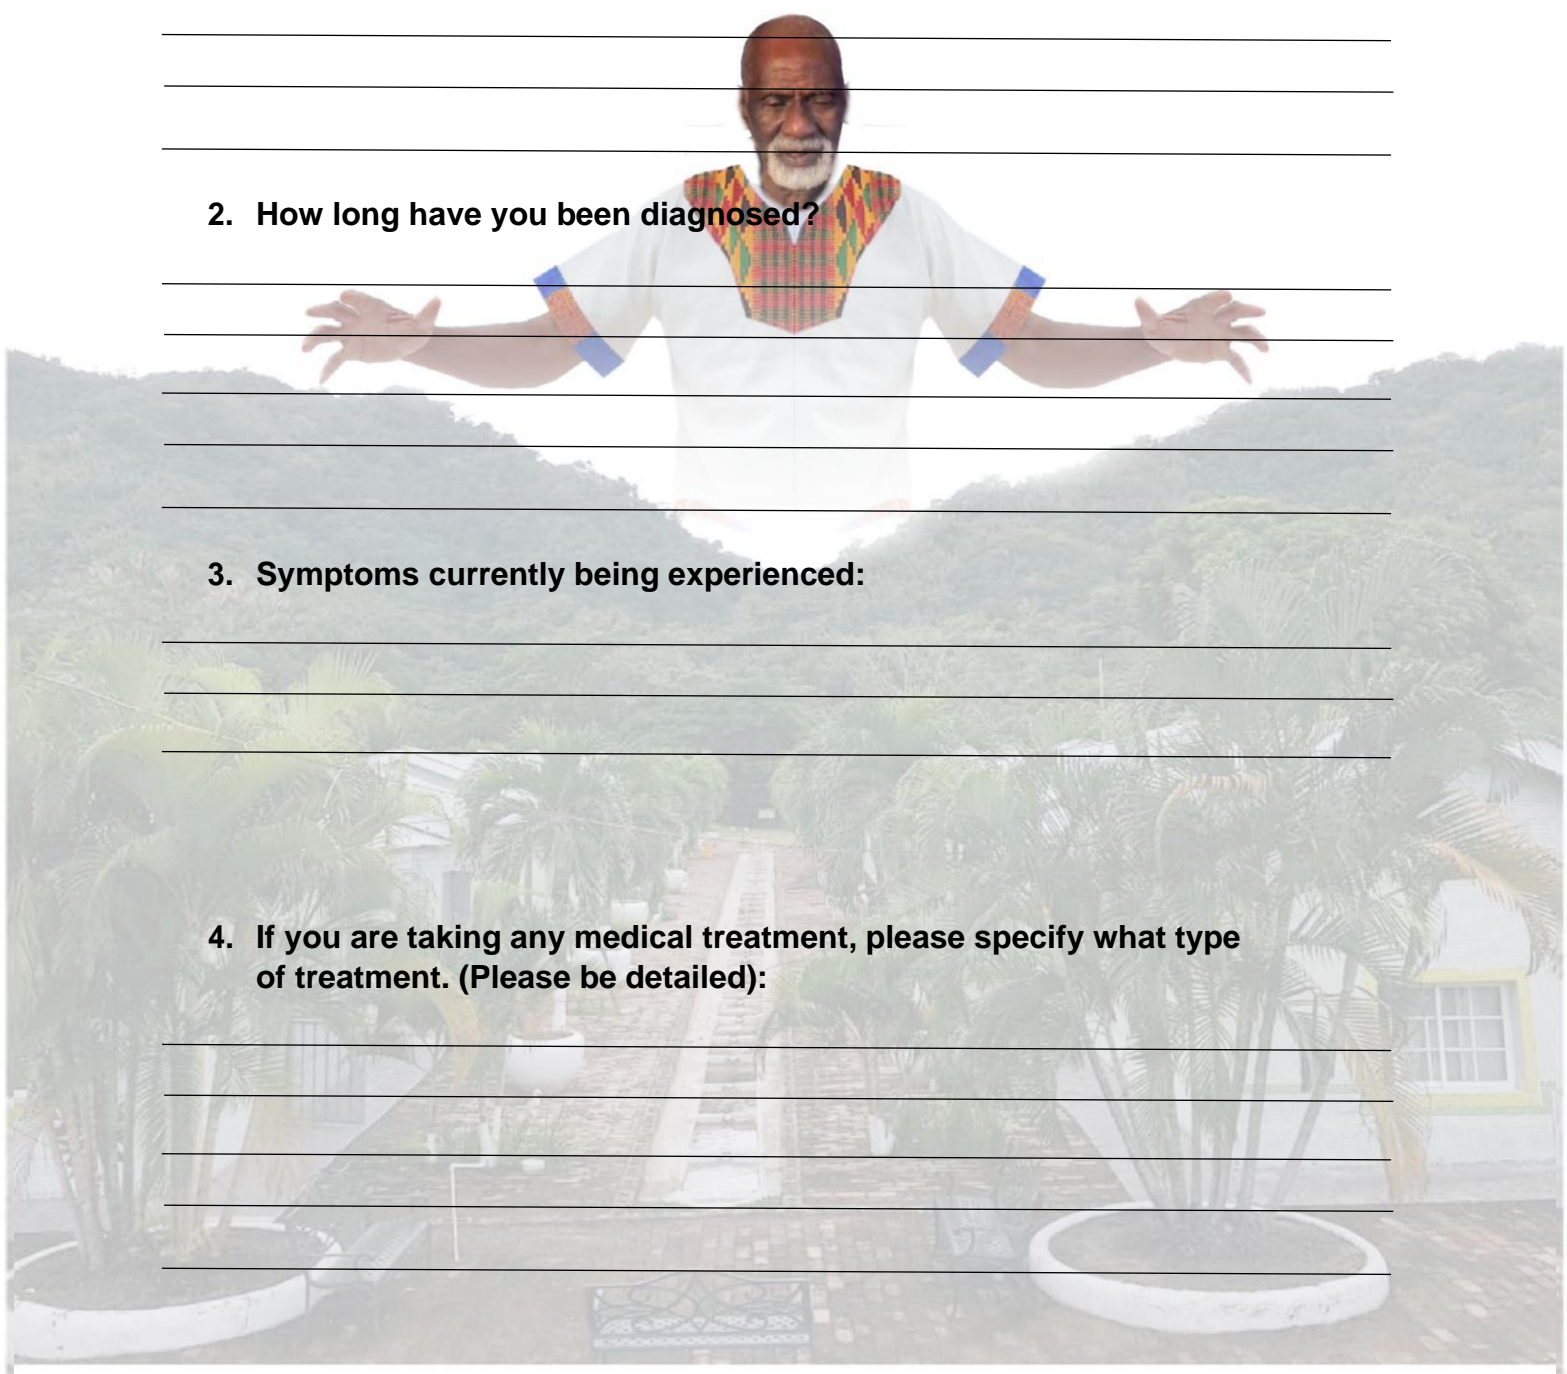 2. How long have you been diagnosed?
3. Symptoms currently being experienced:
4. If you are taking any medical treatment, please specify what type
of treatment. (Please be detailed):